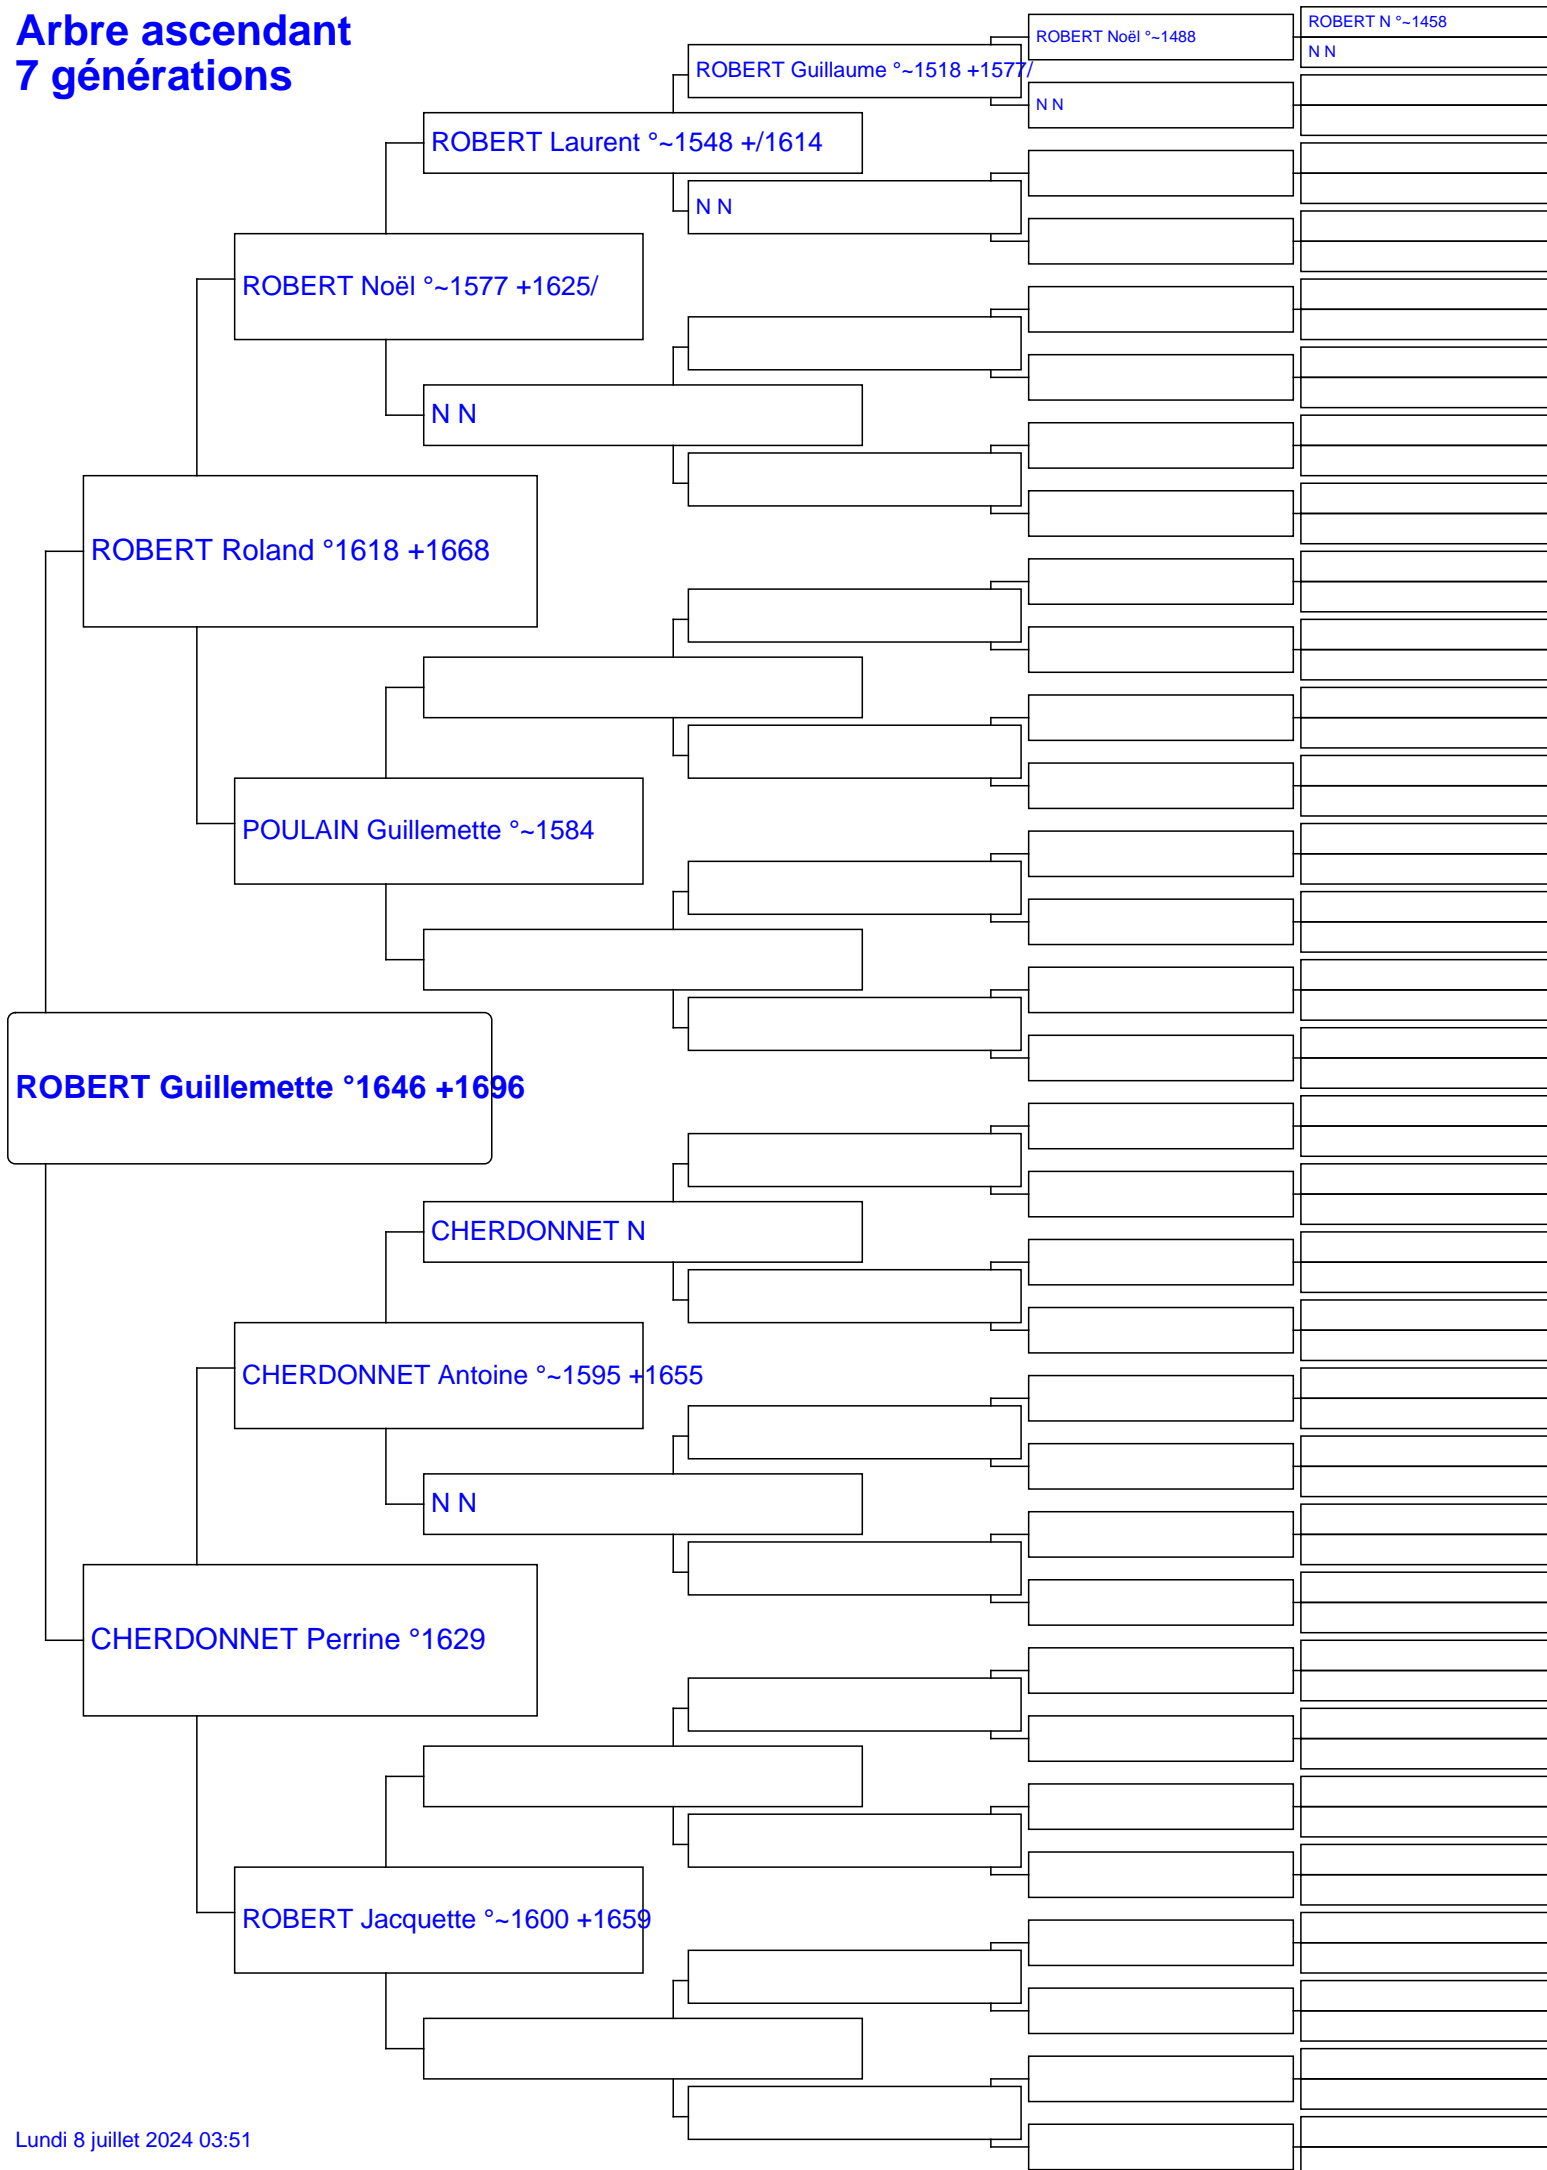 Arbre ascendant
7 générations
ROBERT N °~1458
N N
ROBERT Noël °~1488
ROBERT Guillaume °~1518 +1577/
N N
ROBERT Laurent °~1548 +/1614
N N
ROBERT Noël °~1577 +1625/
N N
ROBERT Roland °1618 +1668
POULAIN Guillemette °~1584
ROBERT Guillemette °1646 +1696
CHERDONNET N
CHERDONNET Antoine °~1595 +1655
N N
CHERDONNET Perrine °1629
ROBERT Jacquette °~1600 +1659
Lundi 8 juillet 2024 03:51